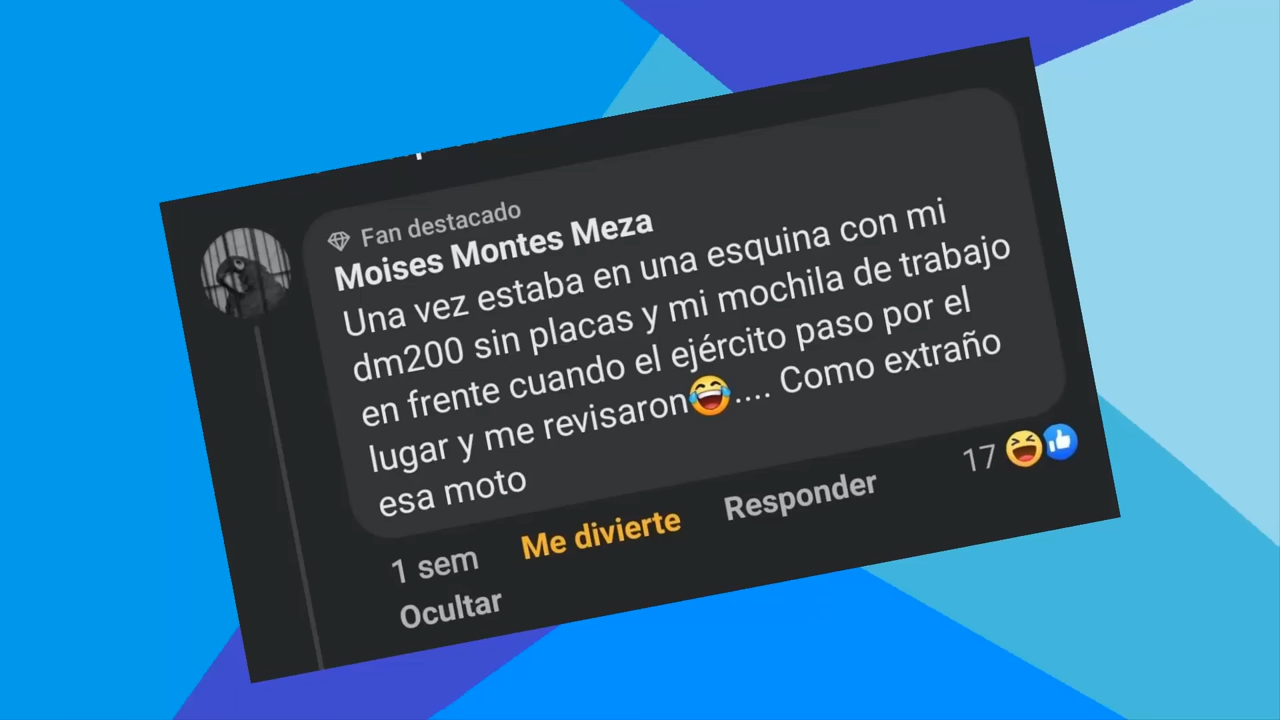 Fan destacado
Moises Montes Meza
Una vez estaba en una esquina con mi
dm200 sin placas y mi mochila de trabajo
en frente cuando el ejército paso por el
lugar y me revisaron😂.... Como extraño
esa moto
1 sem
Me divierte
Responder
17
Ocultar